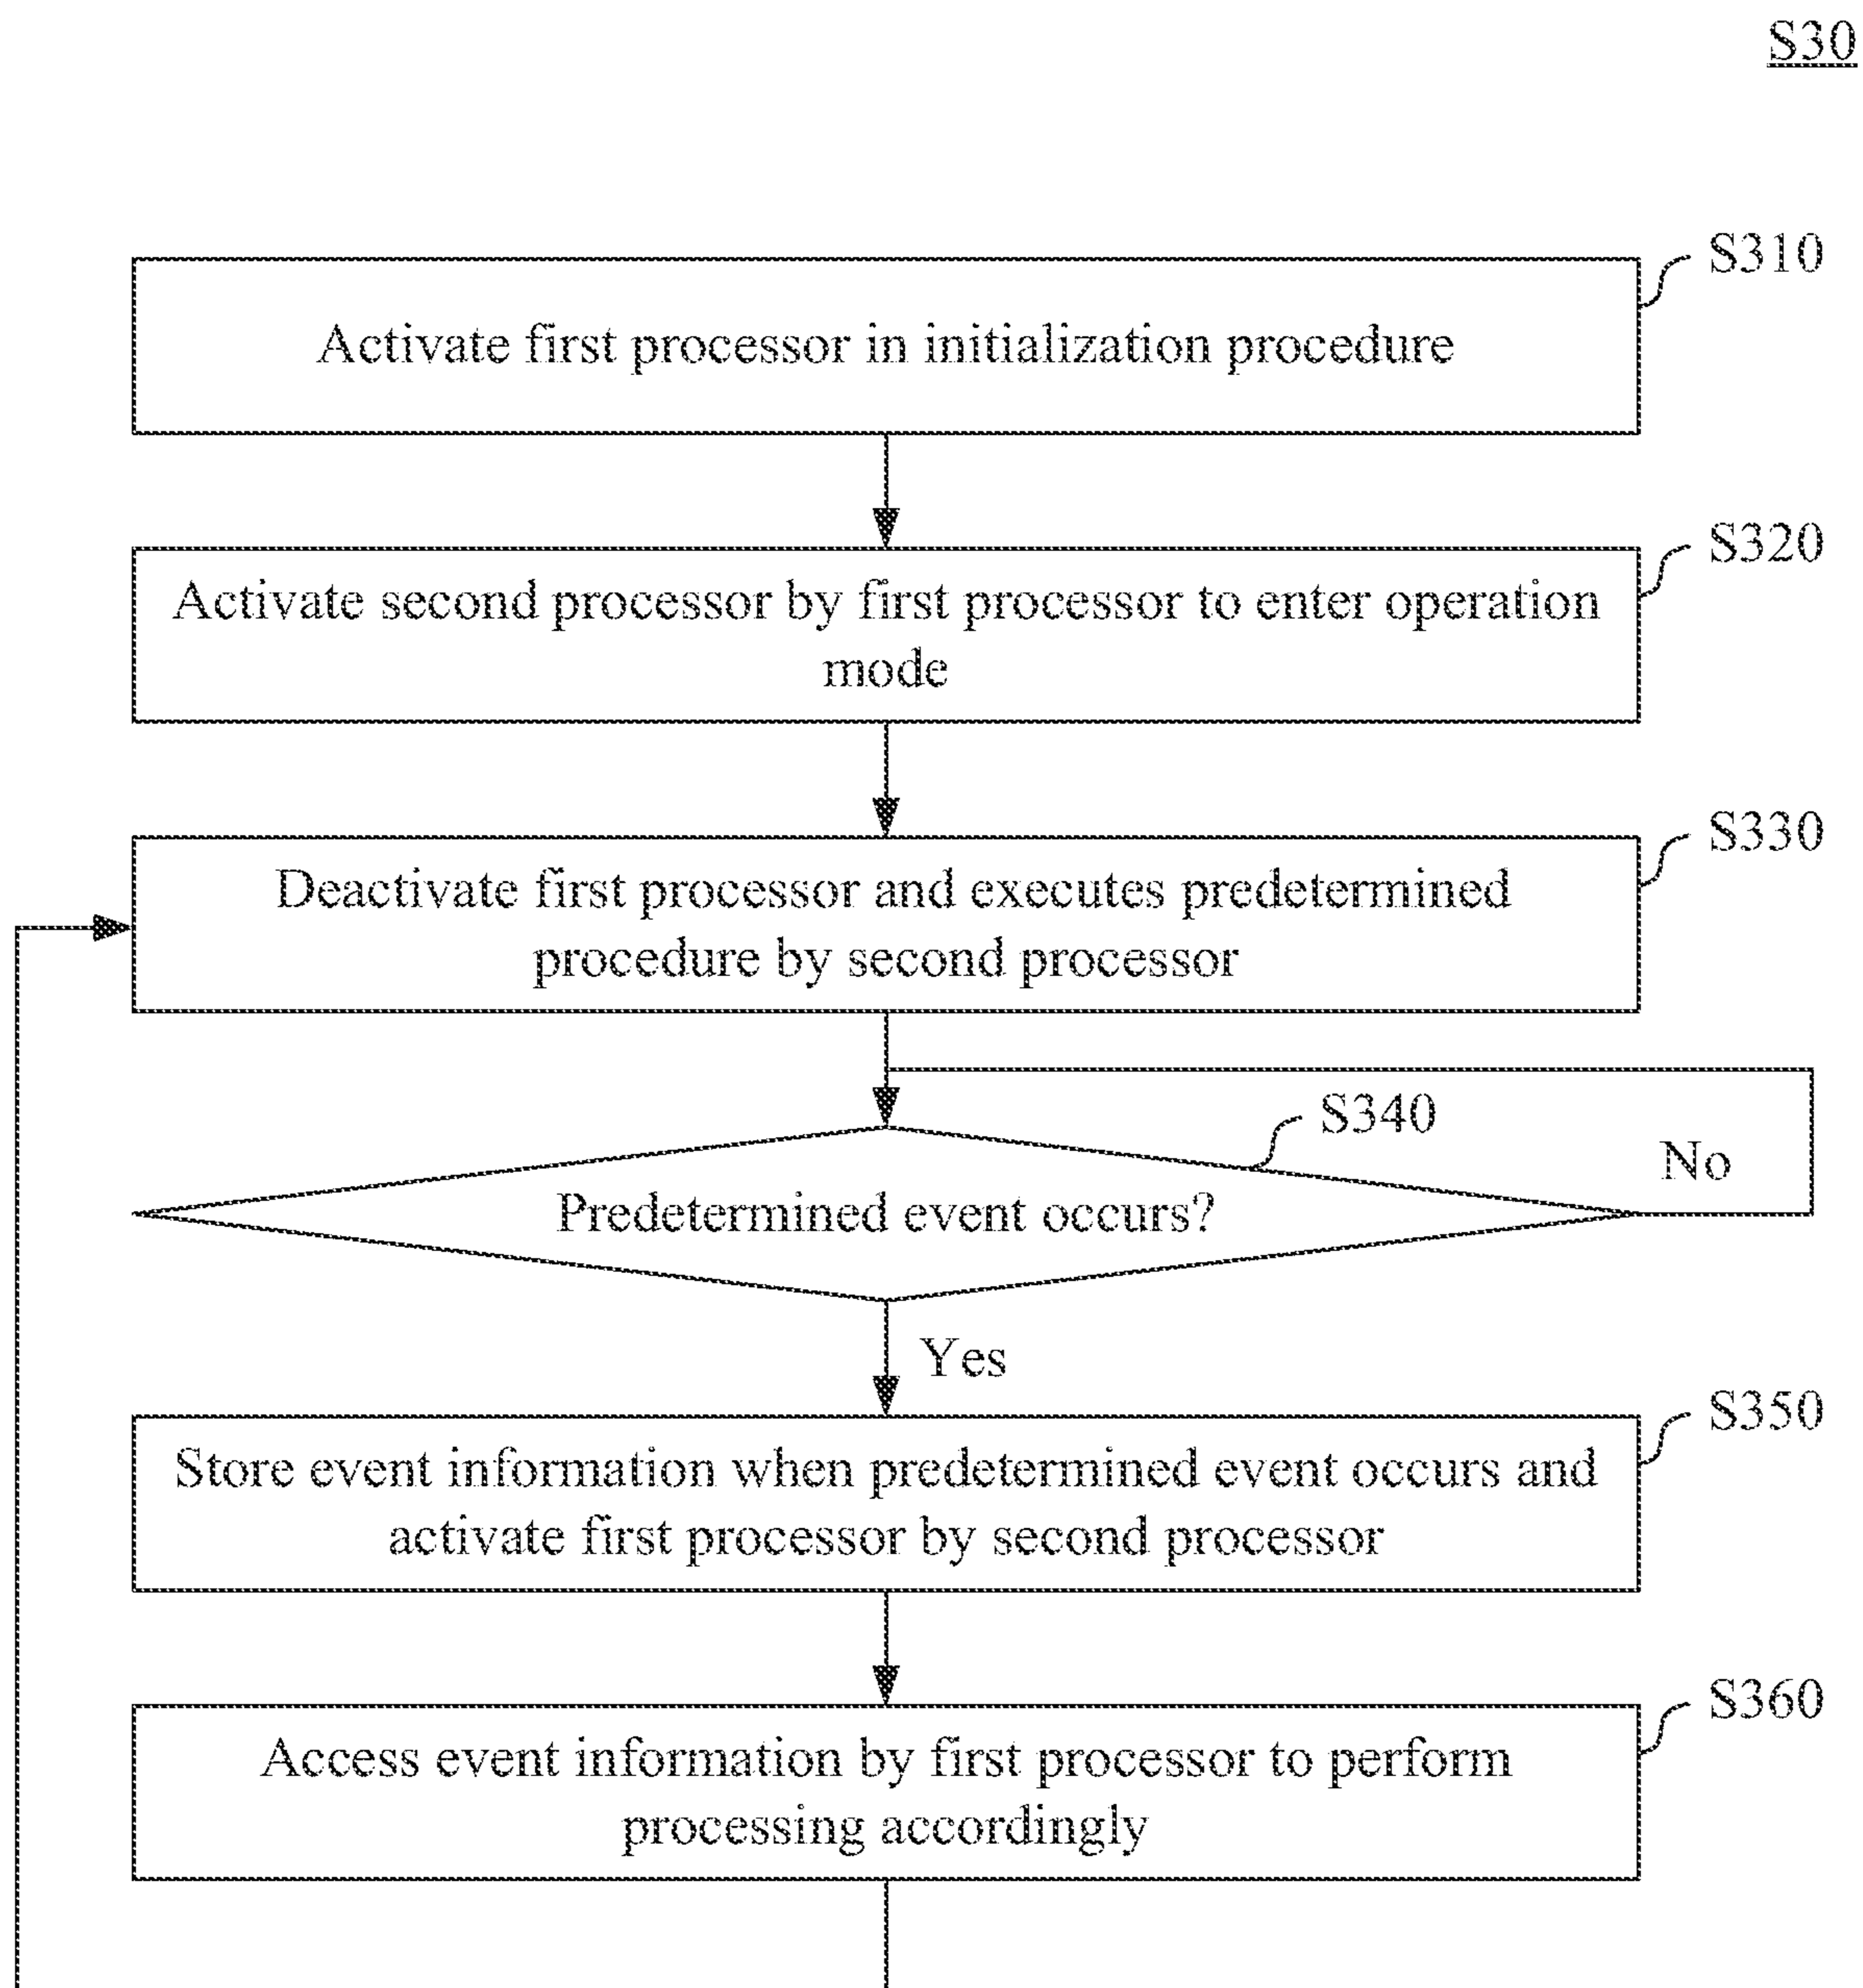 S30
S310
Activate first processor in initialization procedure
S320
Activate second processor by first processor to enter operation
mode
S330
Deactivate first processor and executes predetermined
procedure by second processor
S340
No
Predetermined event occurs?
Yes
S350
Store event information when predetermined event occurs and
activate first processor by second processor
S360
Access event information by first processor to perform
processing accordingly